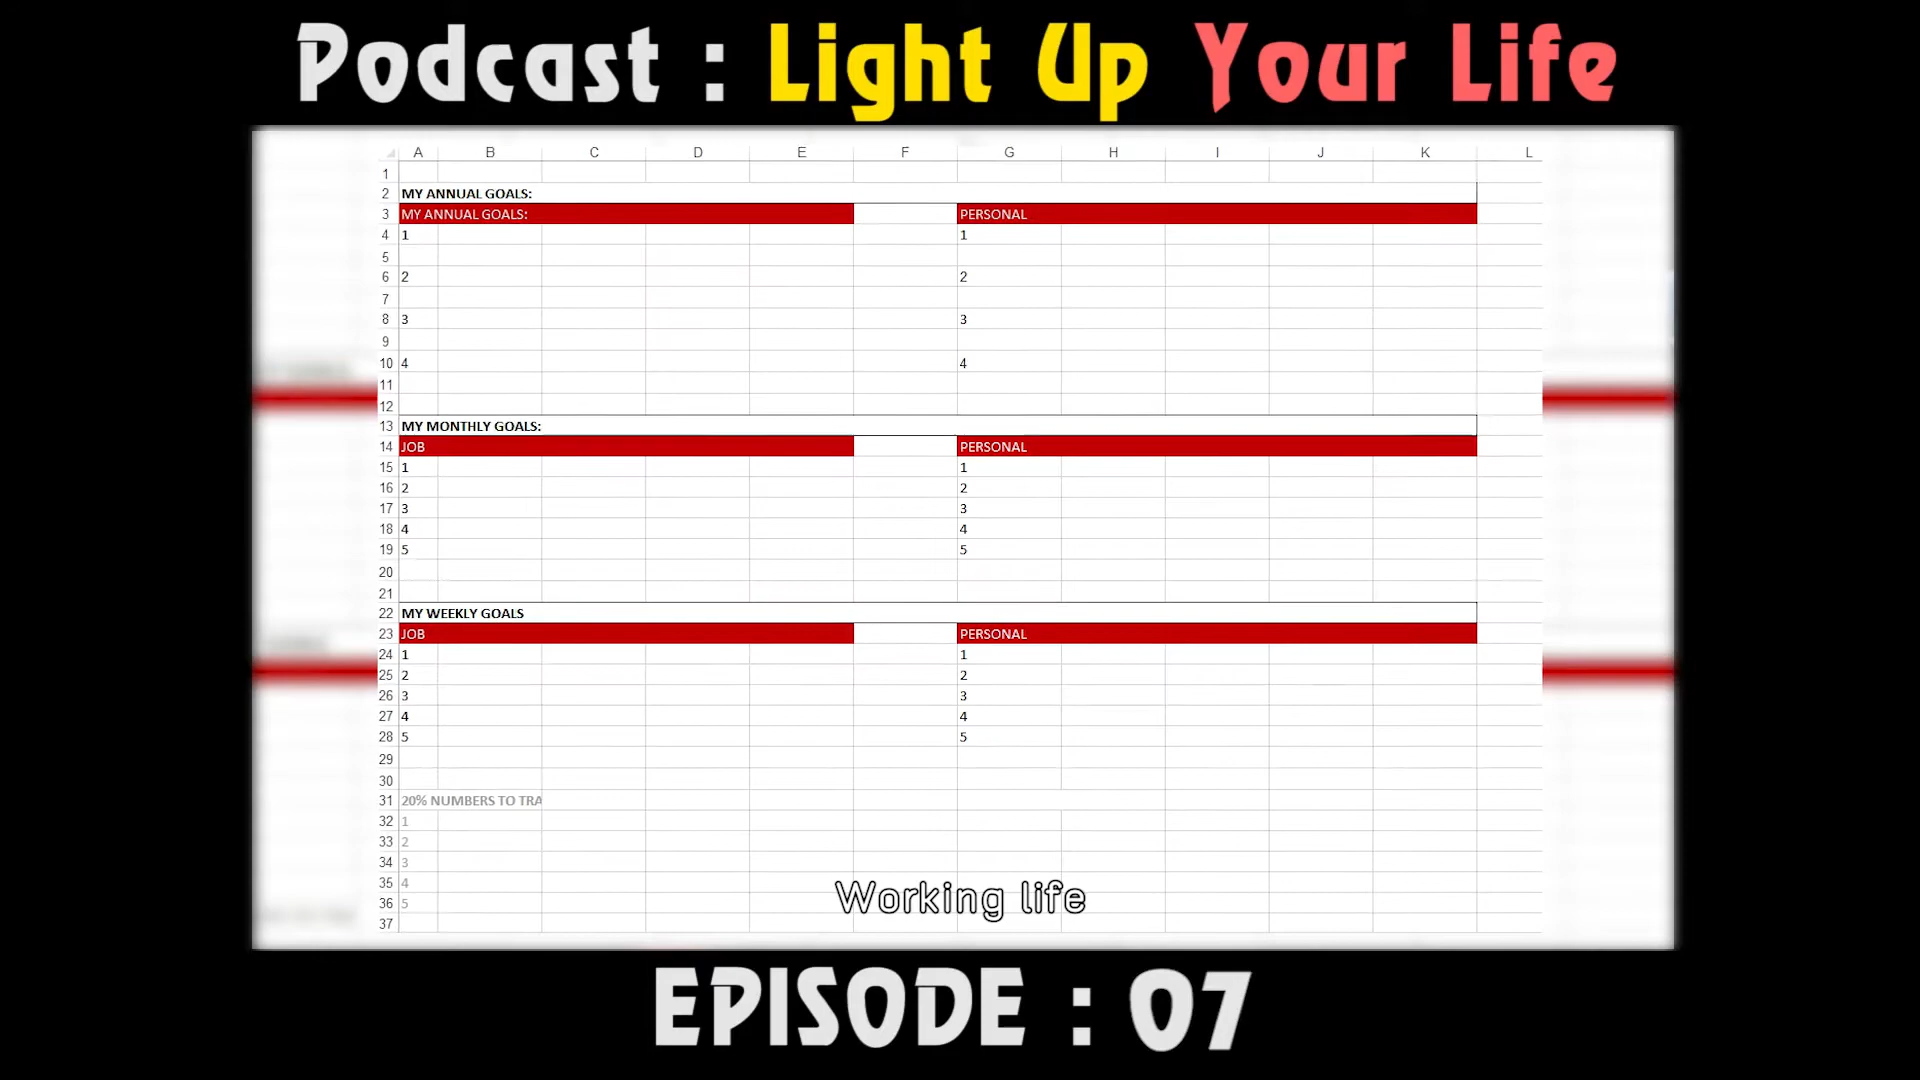 Podcast : Light Up Your Life
A B C D E F G H I J K L
1
2 MY ANNUAL GOALS:
3 MY ANNUAL GOALS: PERSONAL
4 1 1
5
6 2 2
7
8 3 3
9
10 4 4
11
12
13 MY MONTHLY GOALS:
14 JOB PERSONAL
15 1 1
16 2 2
17 3 3
18 4 4
19 5 5
20
21
22 MY WEEKLY GOALS
23 JOB PERSONAL
24 1 1
25 2 2
26 3 3
27 4 4
28 5 5
29
30
31 20% NUMBERS TO TRA
32 1
33 2
34 3
35 4
36 5
37
Working life
EPISODE : 07